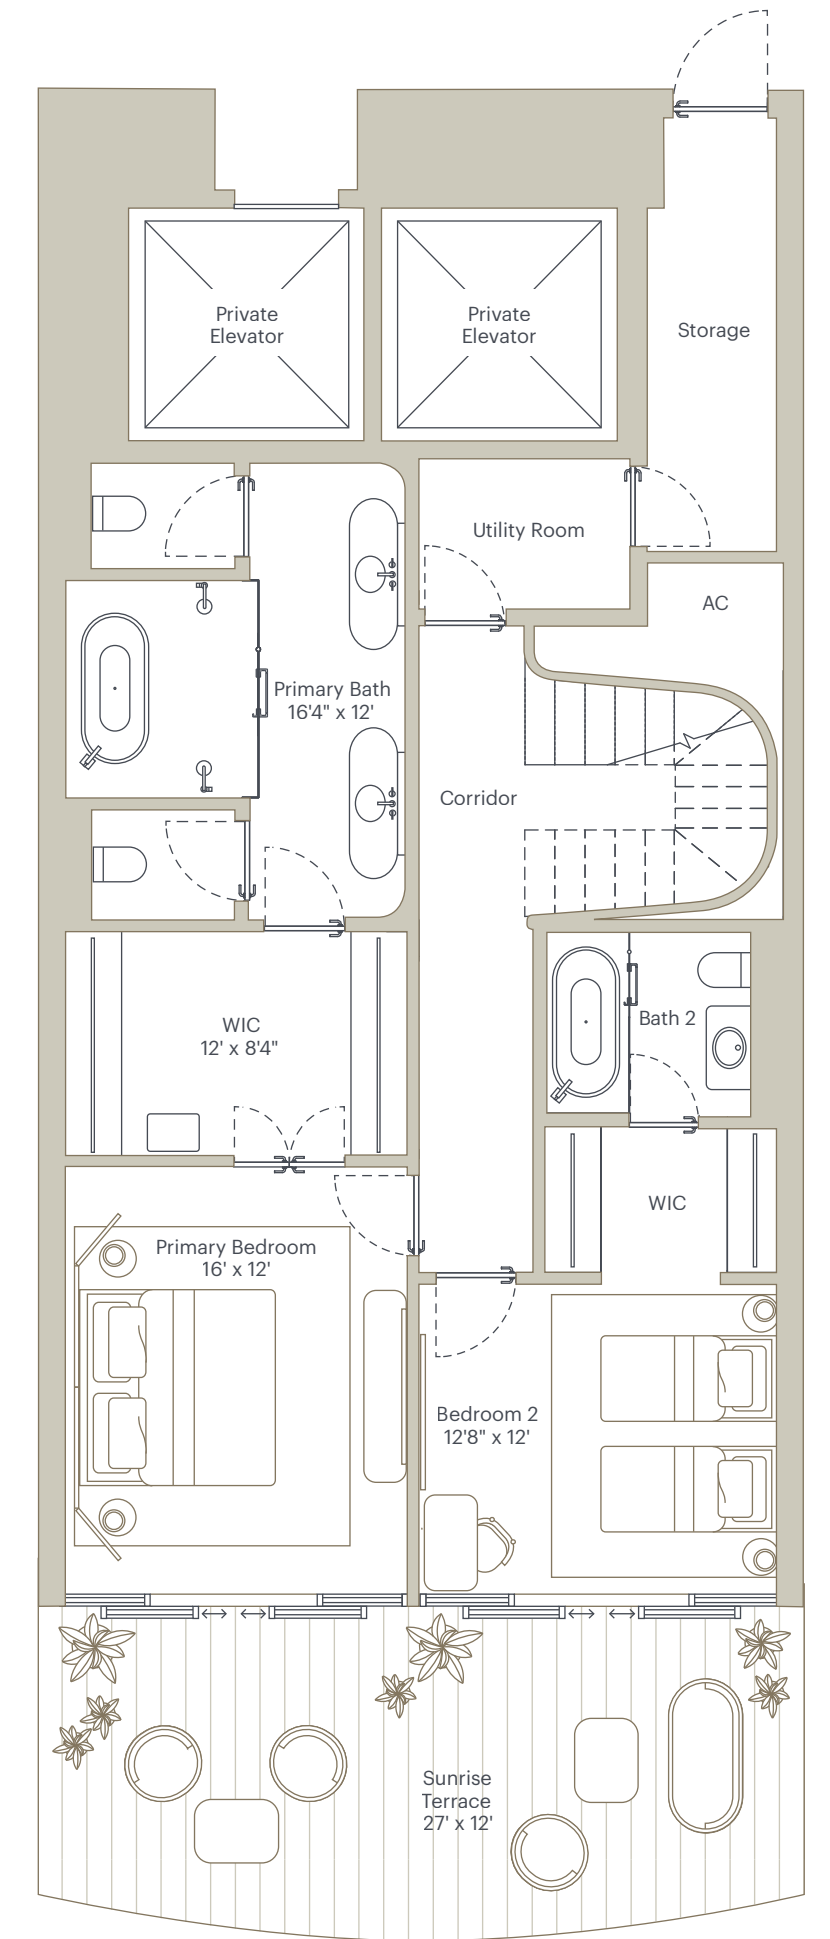 Private
Elevator
Private
Elevator
Storage
Utility Room
AC
Primary Bath
16'4" x 12'
Corridor
WIC
12' x 8'4"
Bath 2
WIC
Primary Bedroom
16' x 12'
Bedroom 2
12'8" x 12'
Sunrise
Terrace
27' x 12'